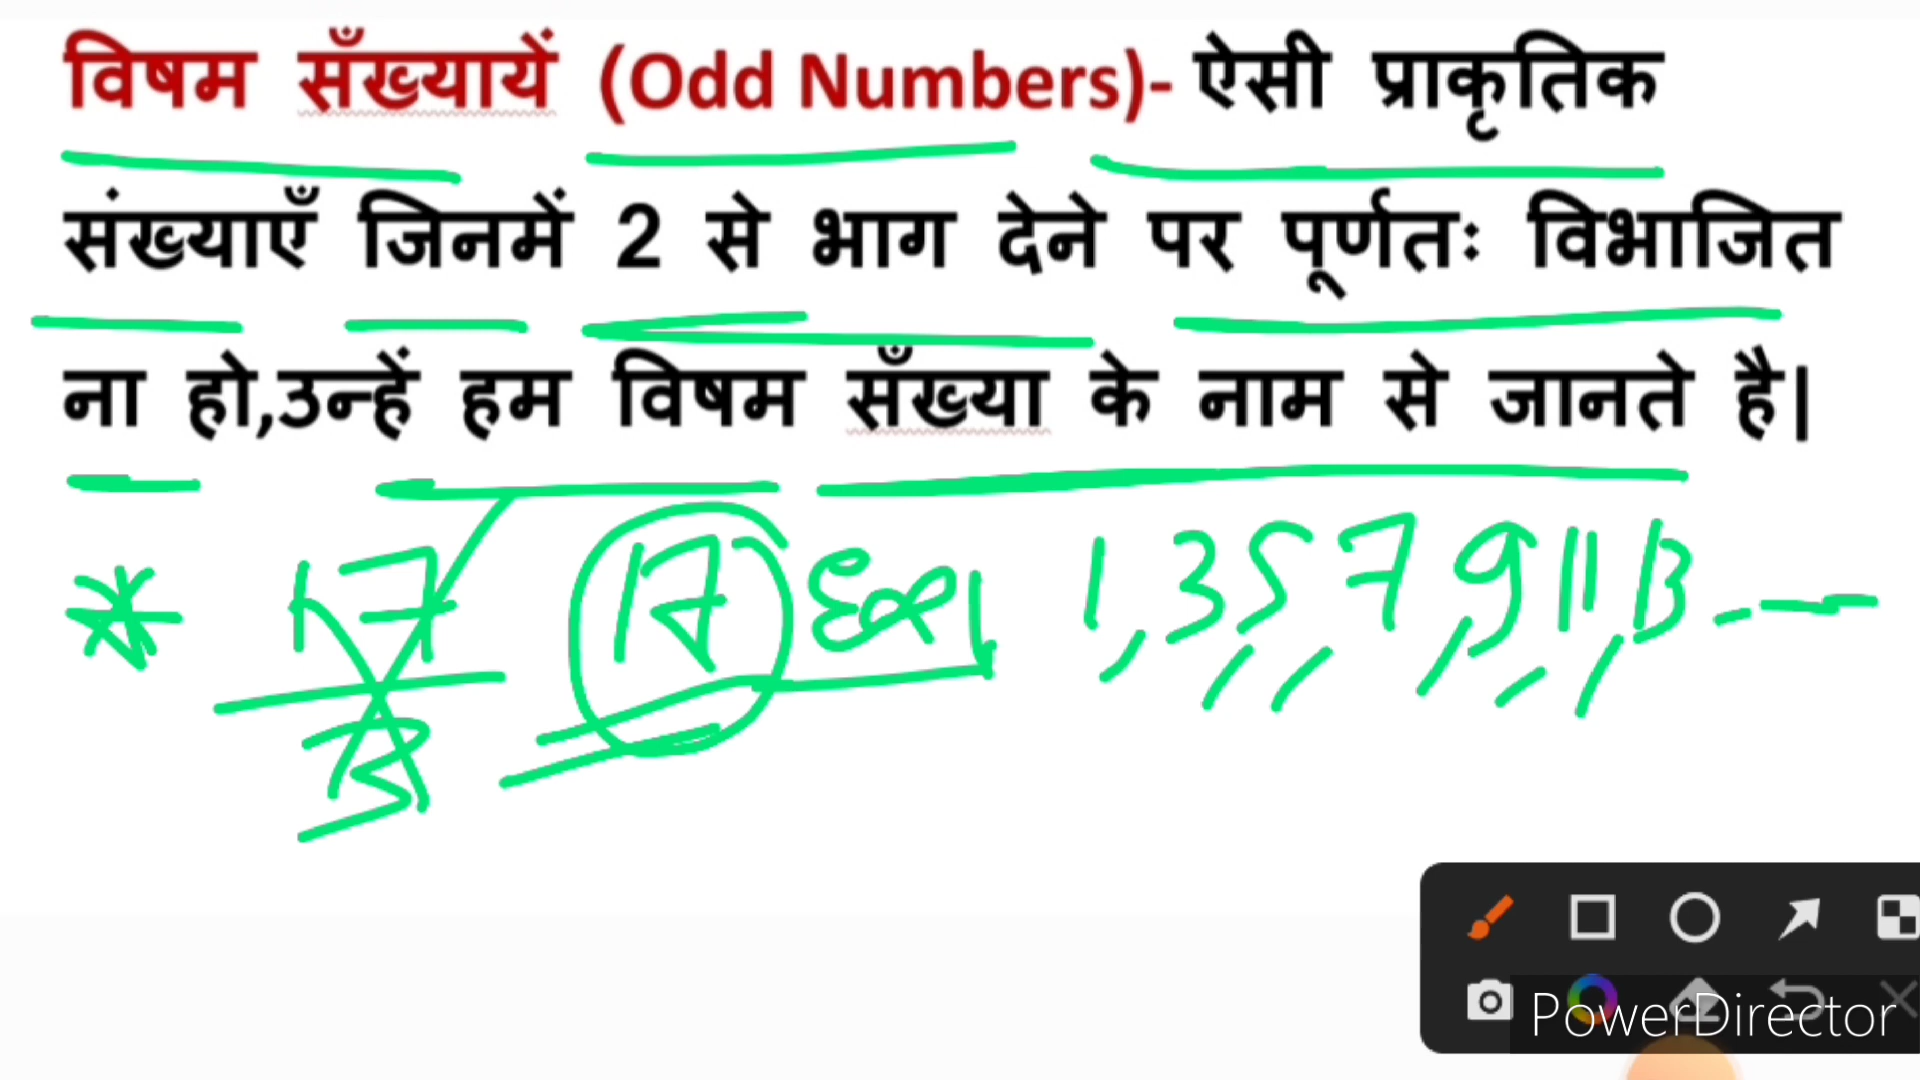 विषम सँख्यायें (Odd Numbers)- ऐसी प्राकृतिक
संख्याएँ जिनमें 2 से भाग देने पर पूर्णतः विभाजित
ना हो,उन्हें हम विषम सँख्या के नाम से जानते है|
17 17 Exa, 1,3,5,7,9,11,13 . —
PowerDirector